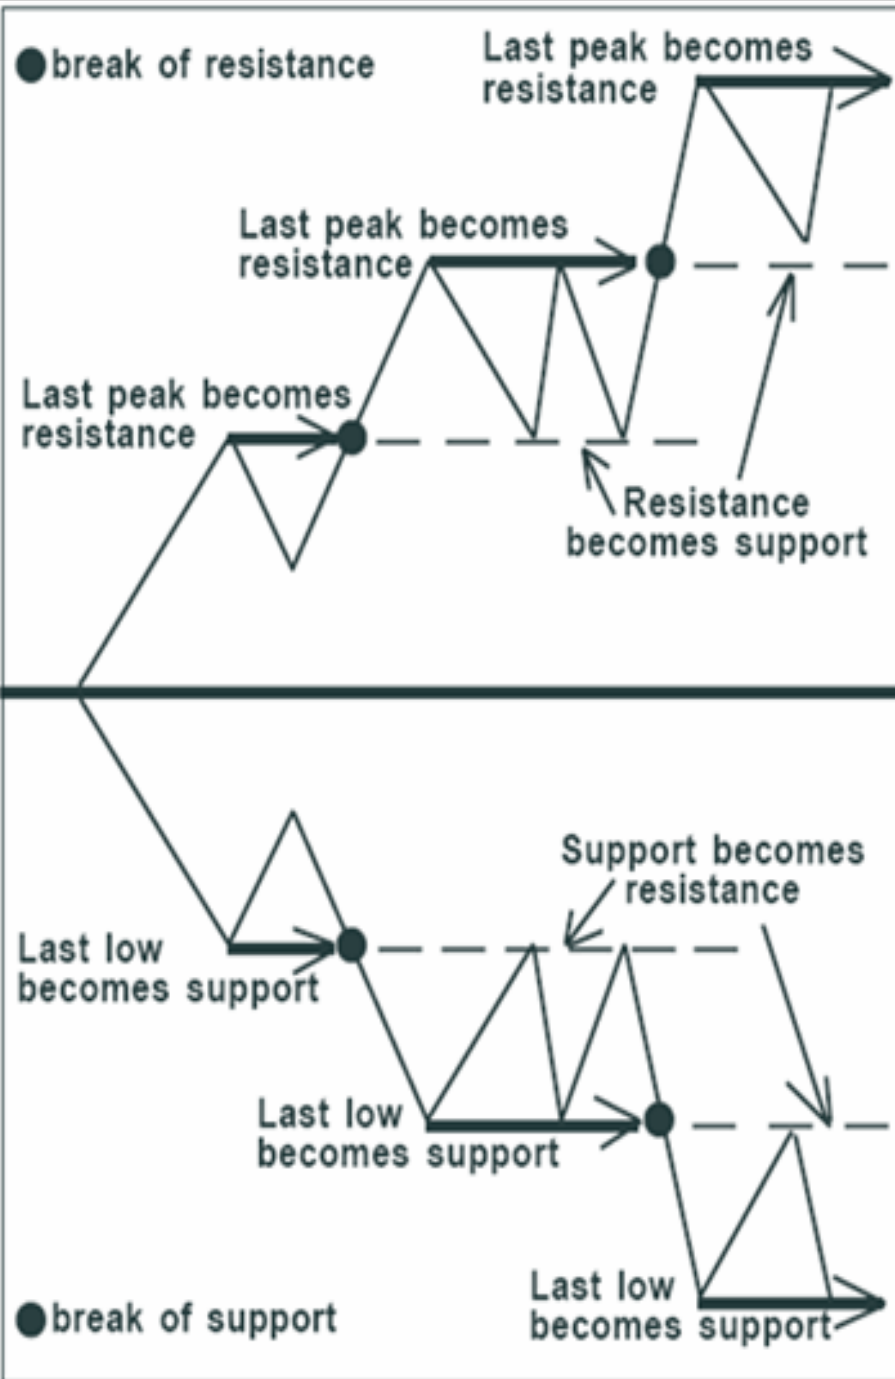 break of resistance
Last peak becomes
resistance
Last peak becomes
resistance
Last peak becomes
resistance
Resistance
becomes support
Support becomes
resistance
Last low
becomes support
Last low
becomes support
Last low
becomes support
break of support